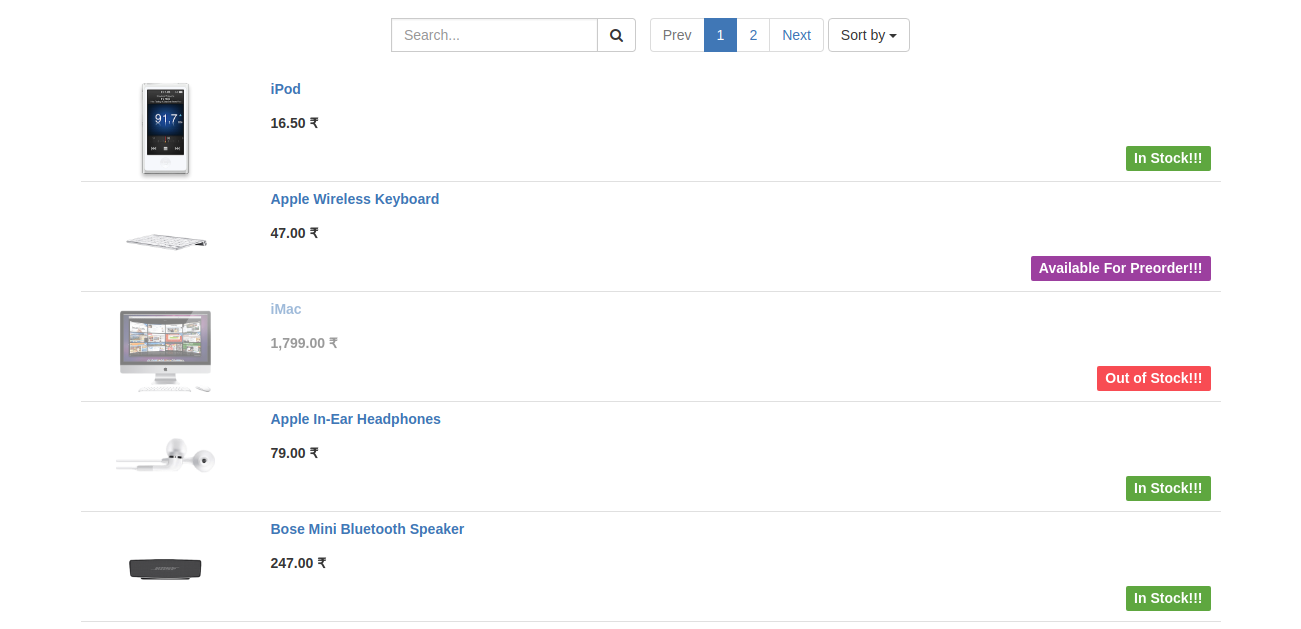 Search... Prev 1 2 Next Sort by
iPod
91.7
16.50 ₹
In Stock!!!
Apple Wireless Keyboard
47.00 ₹
Available For Preorder!!!
iMac
1,799.00 ₹
Out of Stock!!!
Apple In-Ear Headphones
79.00 ₹
In Stock!!!
Bose Mini Bluetooth Speaker
247.00 ₹
In Stock!!!